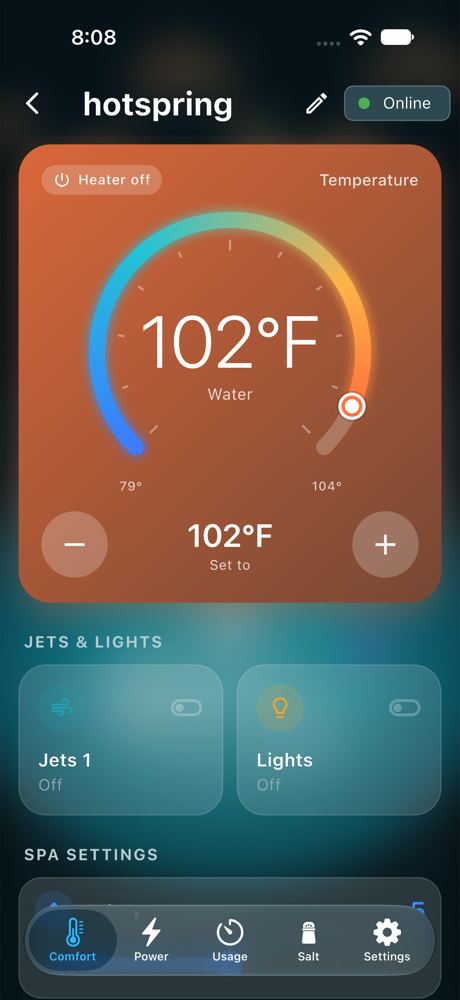 8:08
hotspring
Online
Heater off
Temperature
102°F
Water
79°
104°
102°F
Set to
JETS & LIGHTS
Jets 1
Off
Lights
Off
SPA SETTINGS
5
Comfort
Power
Usage
Salt
Settings